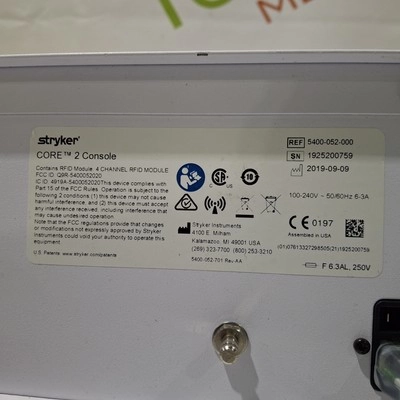 stryker®
CORE™ 2 Console
Contains RFID Module: 4 CHANNEL RFID MODULE
FCC ID: Q9R-5400052020
IC ID: 4919A-5400052020This device complies with
Part 15 of the FCC Rules. Operation is subject to the
following 2 conditions (1) this device may not cause
harmful interference, and (2) this device must accept
any interference received, including interference that
may cause undesired operation.
FCC regulations provide that changes
or modifications not expressly approved by Stryker
Instruments could void your authority to operate
this equipment.
U.S. Patents: www.stryker.com/patents
REF 5400-052-000
SN 1925200759
2019-09-09
100-240V ~ 50/60Hz 6-3A
CE 0197
Assembled in USA
Stryker Instruments
4100 E. Milham
Kalamazoo, MI 49001 USA
(269) 323-7700 (800) 253-3210
5400-052-701 Rev AA
(01)07613327298505(21)1925200759
F 6.3AL, 250V